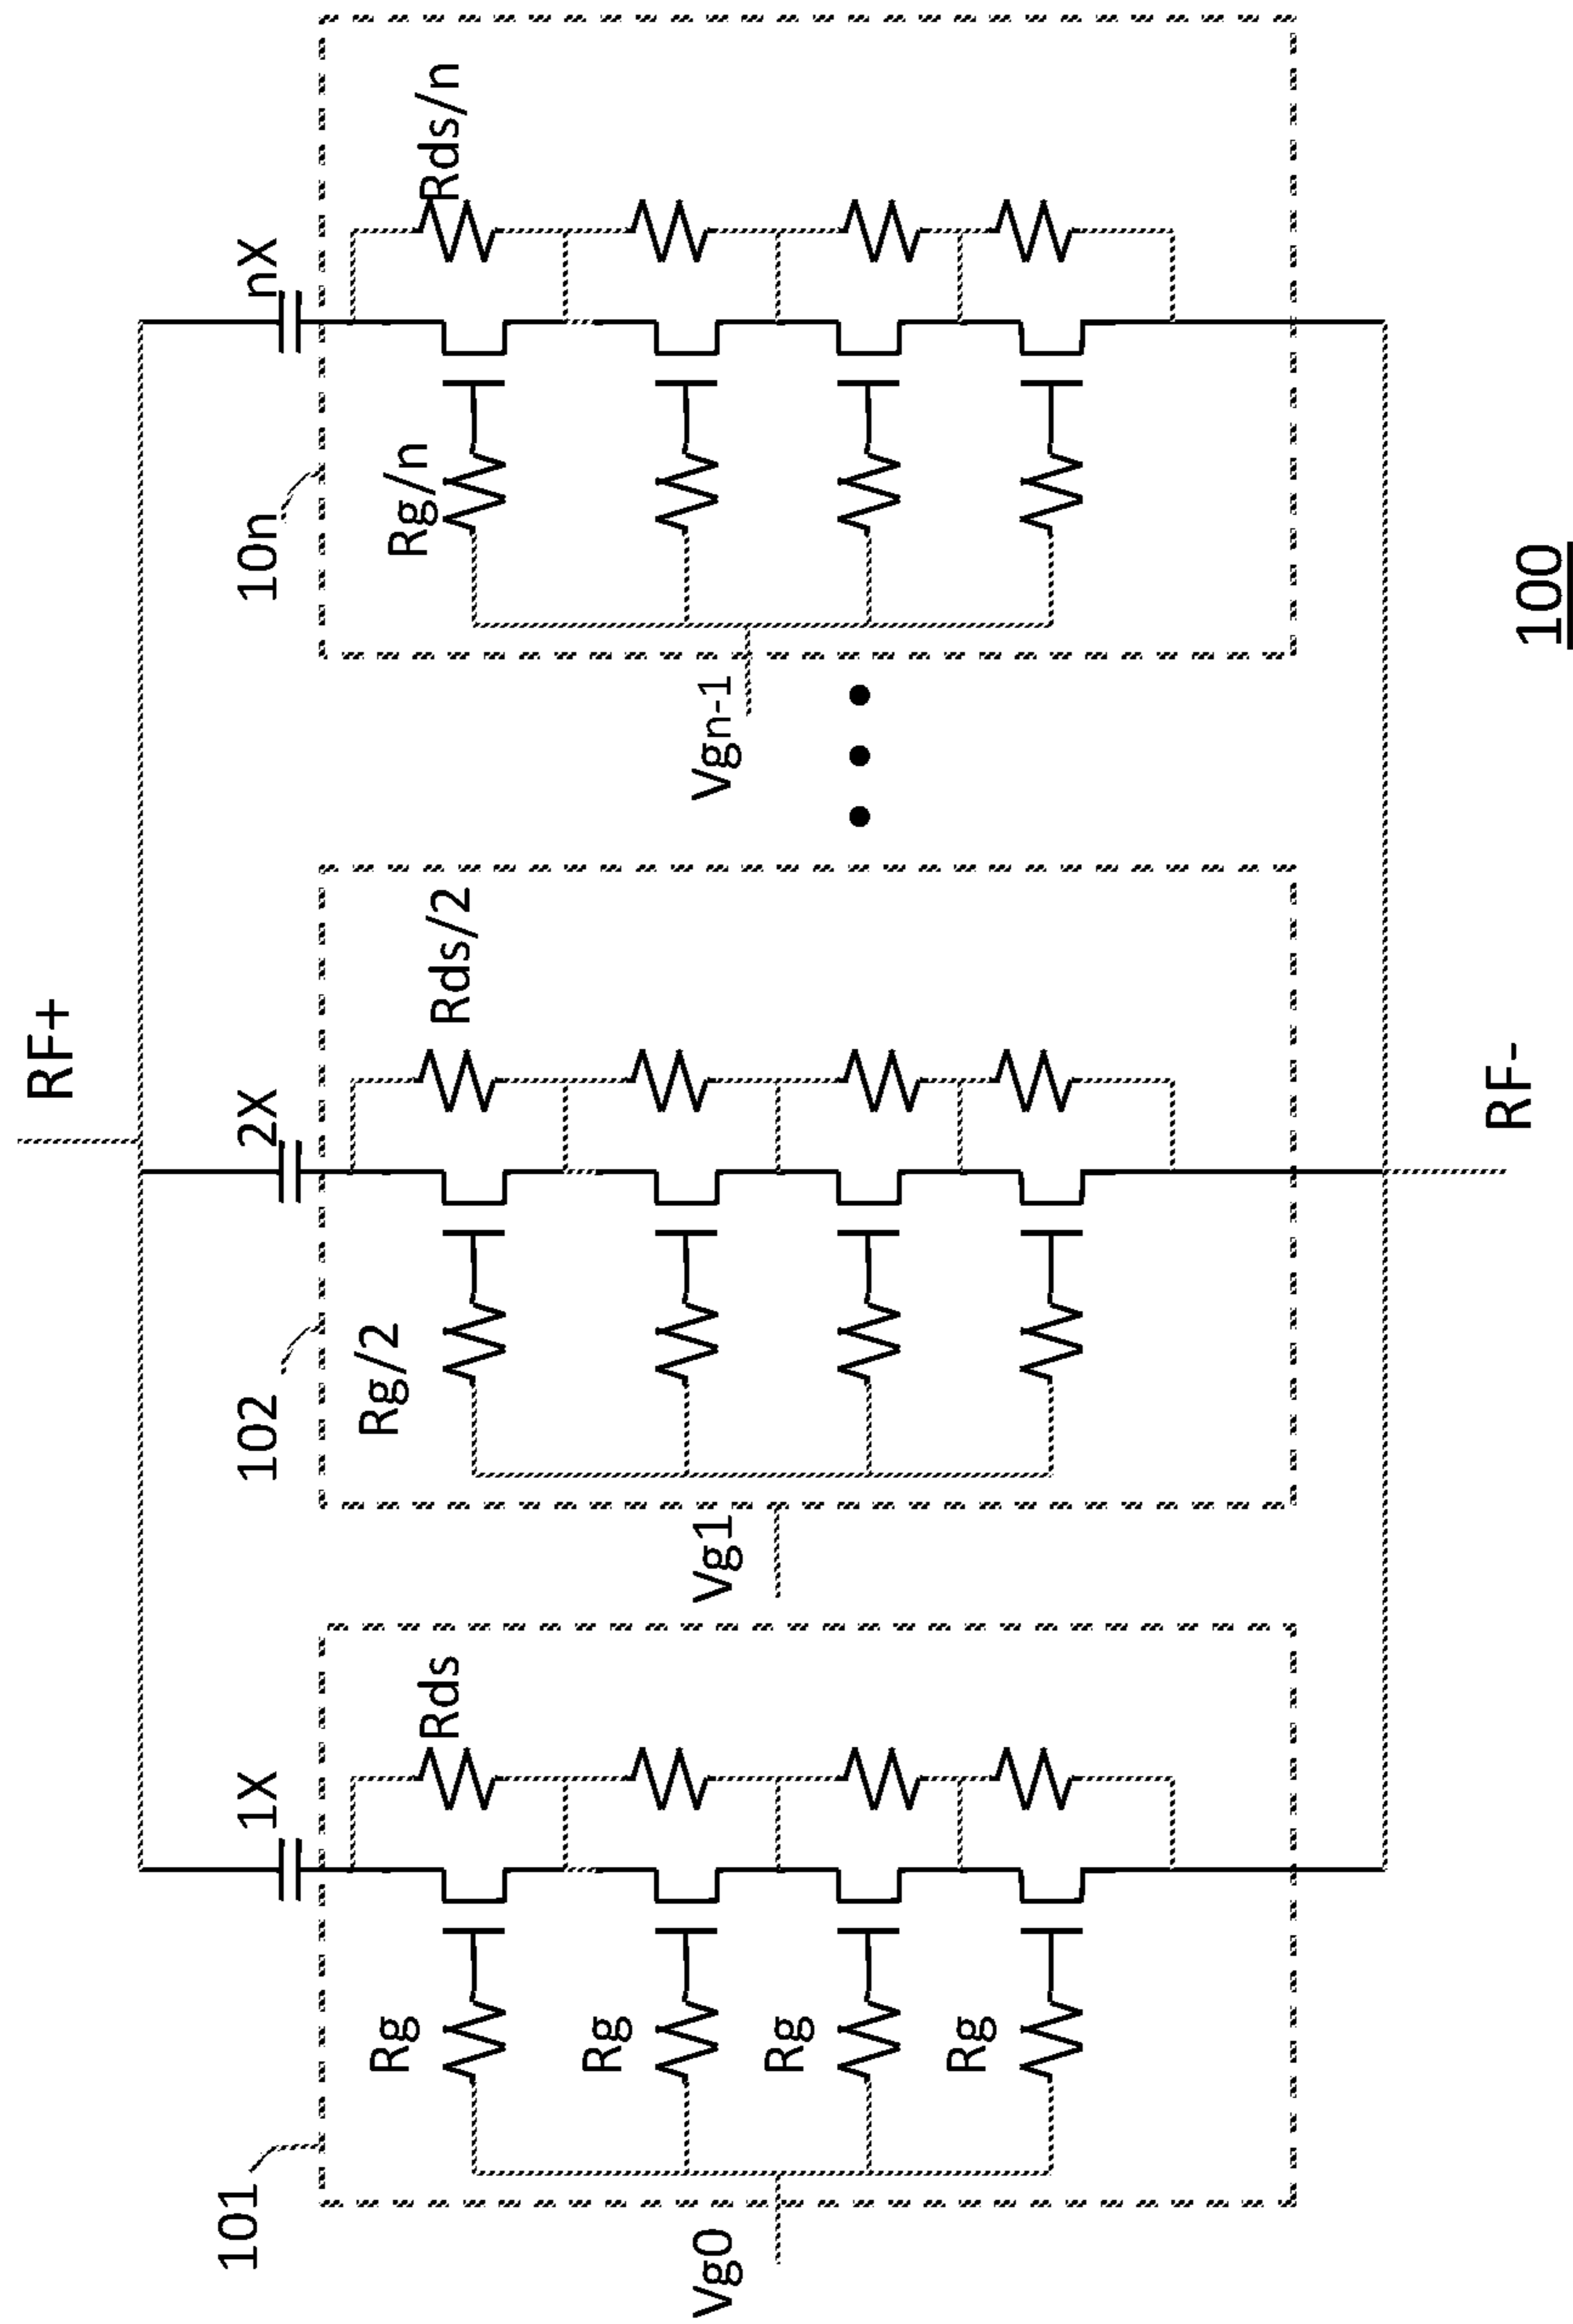 RF+
1X
2X
nX
101
102
10n
Rds
Rds/2
Rds/n
Rg
Rg/2
Rg/n
Rg
Rg
Rg
Vg0
Vg1
Vgn-1
RF-
100